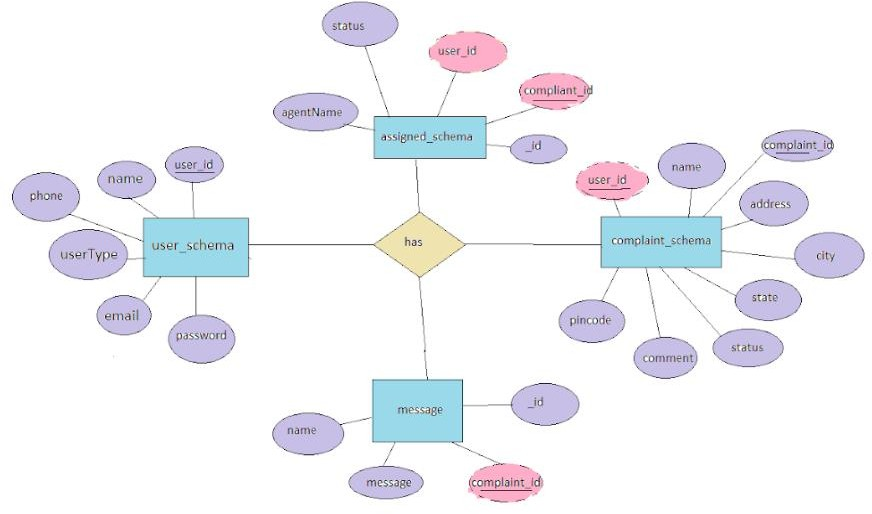 status
user_id
compliant_id
agentName
assigned_schema
_id
complaint_id
name
user_id
user_id
name
phone
address
user_schema
has
complaint_schema
userType
city
state
email
pincode
password
status
comment
_id
message
name
message
complaint_id